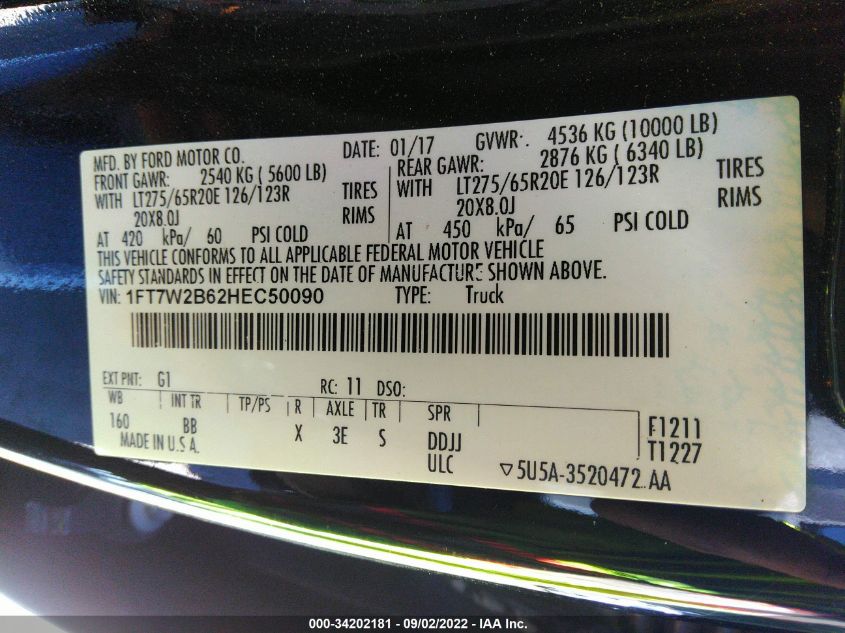 MFD. BY FORD MOTOR CO. DATE: 01/17 GVWR: 4536 KG (10000 LB)
FRONT GAWR: 2540 KG ( 5600 LB) REAR GAWR: 2876 KG ( 6340 LB)
WITH LT275/65R20E 126/123R TIRES WITH LT275/65R20E 126/123R TIRES
20X8.0J RIMS 20X8.0J RIMS
AT 420 kPa/ 60 PSI COLD AT 450 kPa/ 65 PSI COLD
THIS VEHICLE CONFORMS TO ALL APPLICABLE FEDERAL MOTOR VEHICLE
SAFETY STANDARDS IN EFFECT ON THE DATE OF MANUFACTURE SHOWN ABOVE.
VIN: 1FT7W2B62HEC50090 TYPE: Truck
EXT PNT: G1 RC: 11 DSO:
WB INT TR TP/PS R AXLE TR SPR
160 BB X 3E S DDJJ F1211
MADE IN U.S.A. ULC T1227
▽5U5A-3520472 AA
000-34202181 - 09/02/2022 - IAA Inc.